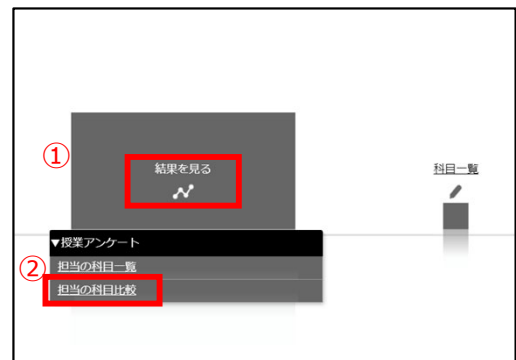 ①
結果を見る
科目一覧
▼授業アンケート
②
担当の科目一覧
担当の科目比較